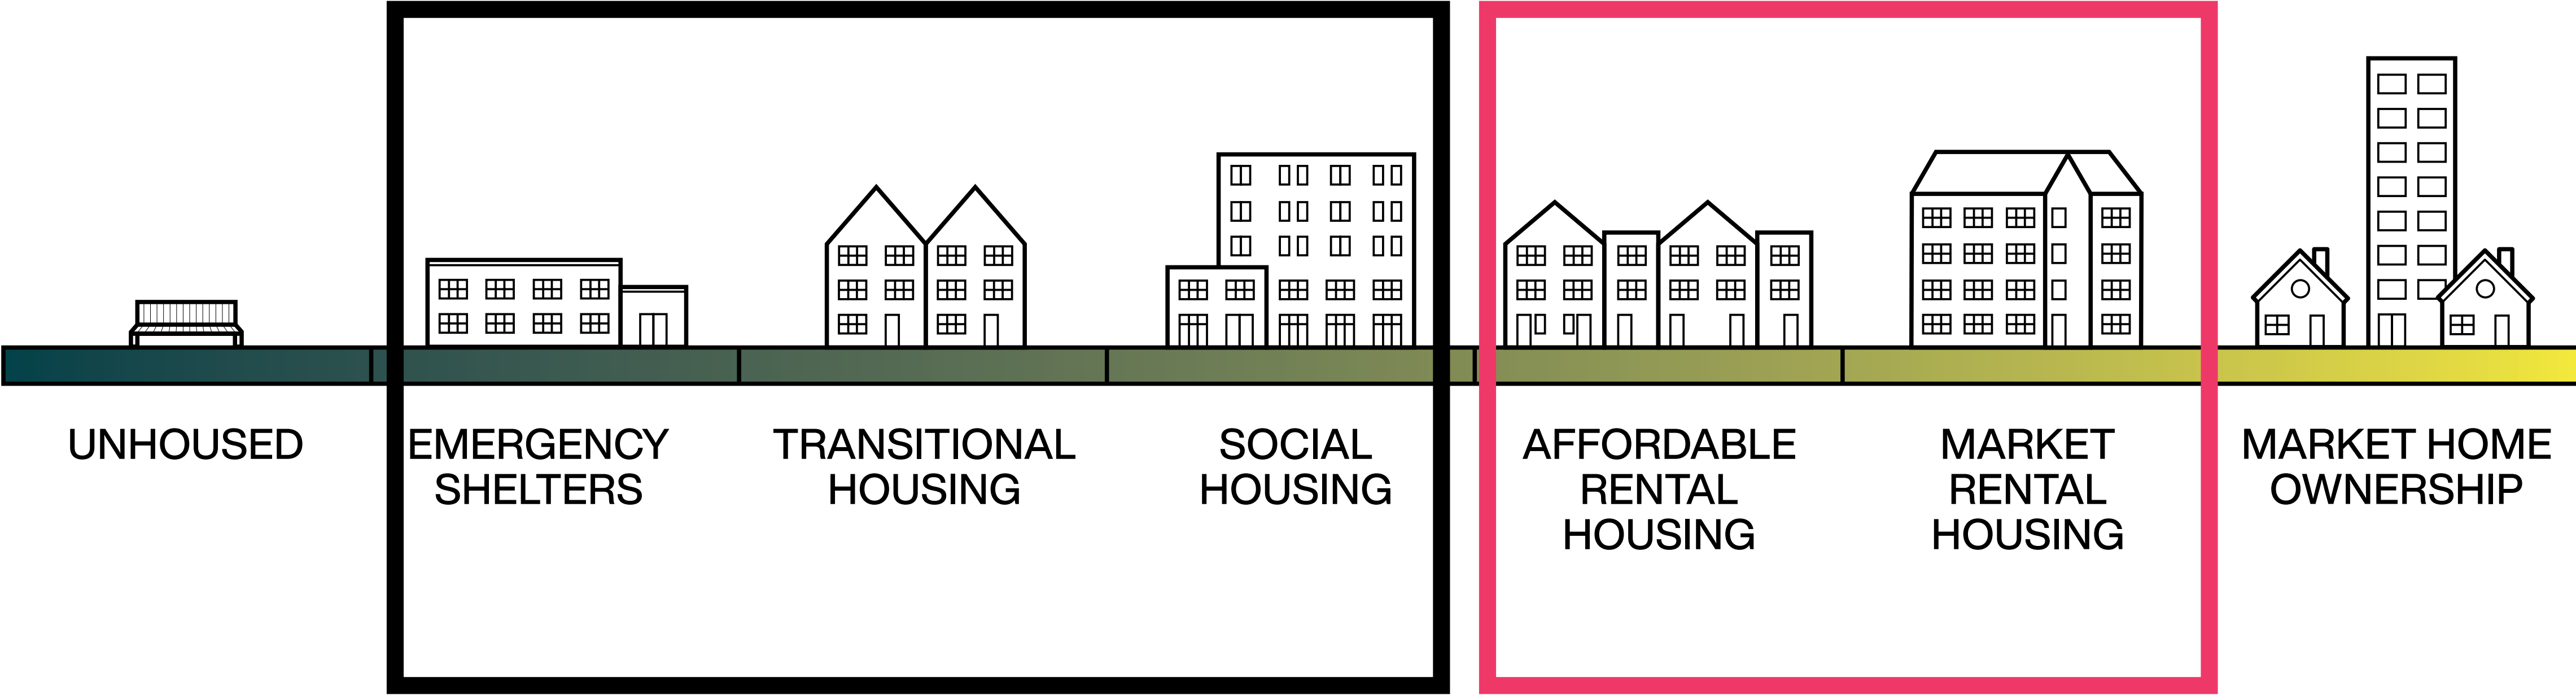 UNHOUSED
EMERGENCY
SHELTERS
TRANSITIONAL
HOUSING
SOCIAL
HOUSING
AFFORDABLE
RENTAL
HOUSING
MARKET
RENTAL
HOUSING
MARKET HOME
OWNERSHIP